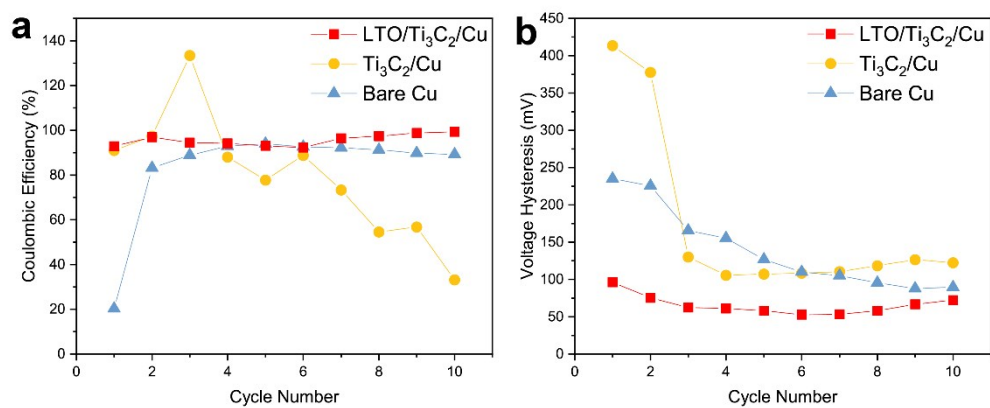 a
Coulombic Efficiency (%)
140
120
100
80
60
40
20
0
LTO/Ti₃C₂/Cu
Ti₃C₂/Cu
Bare Cu
0 2 4 6 8 10
Cycle Number
b
Voltage Hysteresis (mV)
450
400
350
300
250
200
150
100
50
0
LTO/Ti₃C₂/Cu
Ti₃C₂/Cu
Bare Cu
0 2 4 6 8 10
Cycle Number